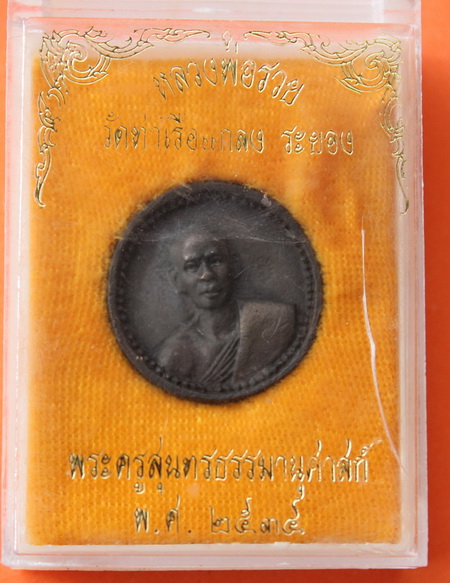 หลวงพ่อรวย
วัดท่าเรือแกลง ระยอง
พระครูสุนทรธรรมานุศาสก์
พ.ศ. ๒๕๓๔